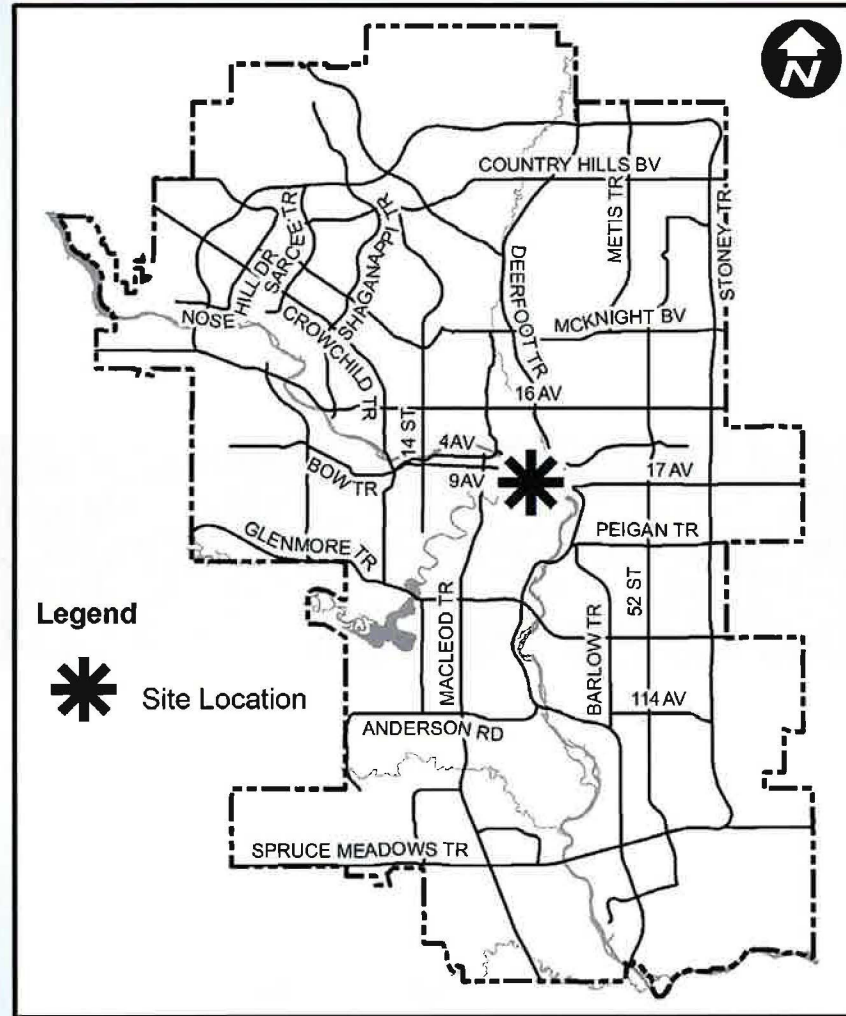 N
COUNTRY HILLS BV
METIS TR
STONEY TR
SARCEE TR
SHAGANAPPI TR
NOSE HILL DR
DEERFOOT TR
CROWCHILD TR
MCKNIGHT BV
16 AV
14 ST
4 AV
9 AV
17 AV
BOW TR
PEIGAN TR
GLENMORE TR
52 ST
MACLEOD TR
BARLOW TR
Legend
Site Location
114 AV
ANDERSON RD
SPRUCE MEADOWS TR